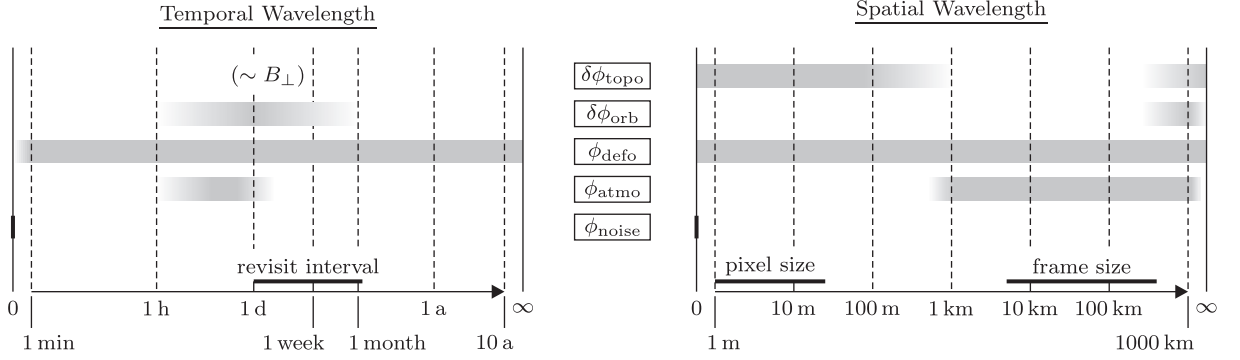 Temporal Wavelength
Spatial Wavelength
(∼ B⊥)
δϕtopo
δϕorb
ϕdefo
ϕatmo
ϕnoise
revisit interval
pixel size
frame size
0 1 h 1 d 1 a ∞
1 min 1 week 1 month 10 a
0 10 m 100 m 1 km 10 km 100 km ∞
1 m 1000 km